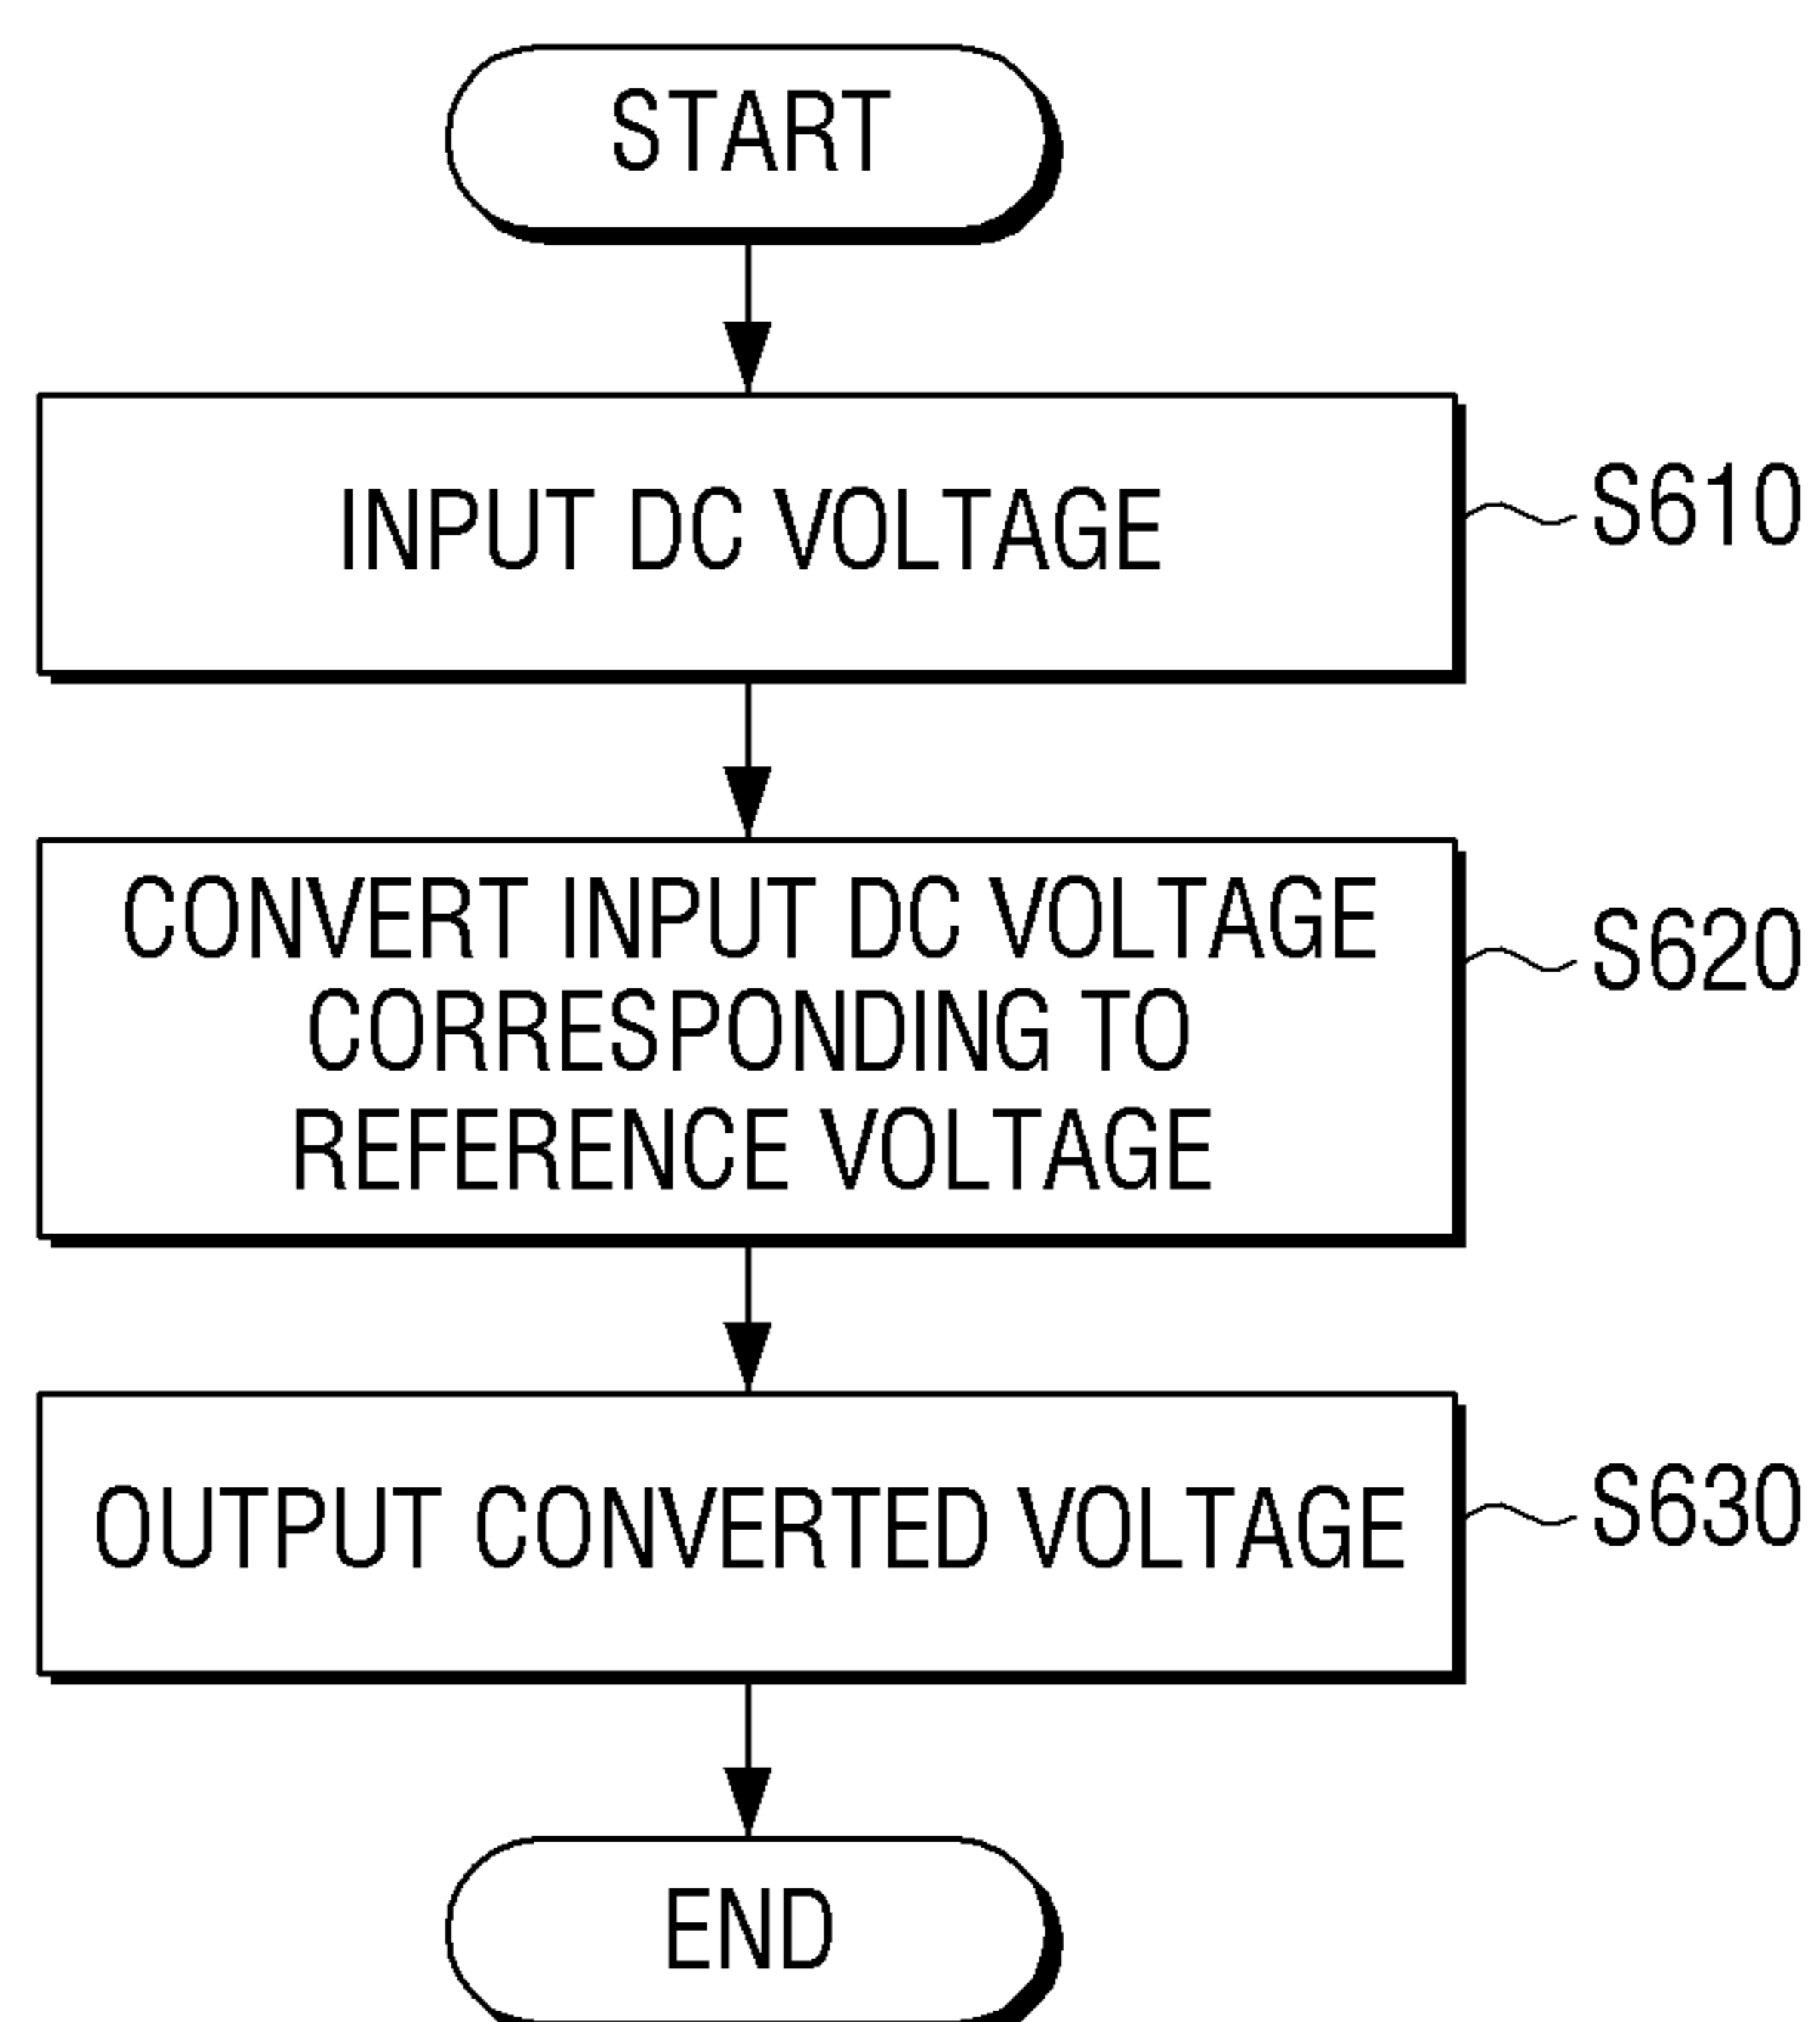 START
INPUT DC VOLTAGE
S610
CONVERT INPUT DC VOLTAGE
CORRESPONDING TO
REFERENCE VOLTAGE
S620
OUTPUT CONVERTED VOLTAGE
S630
END